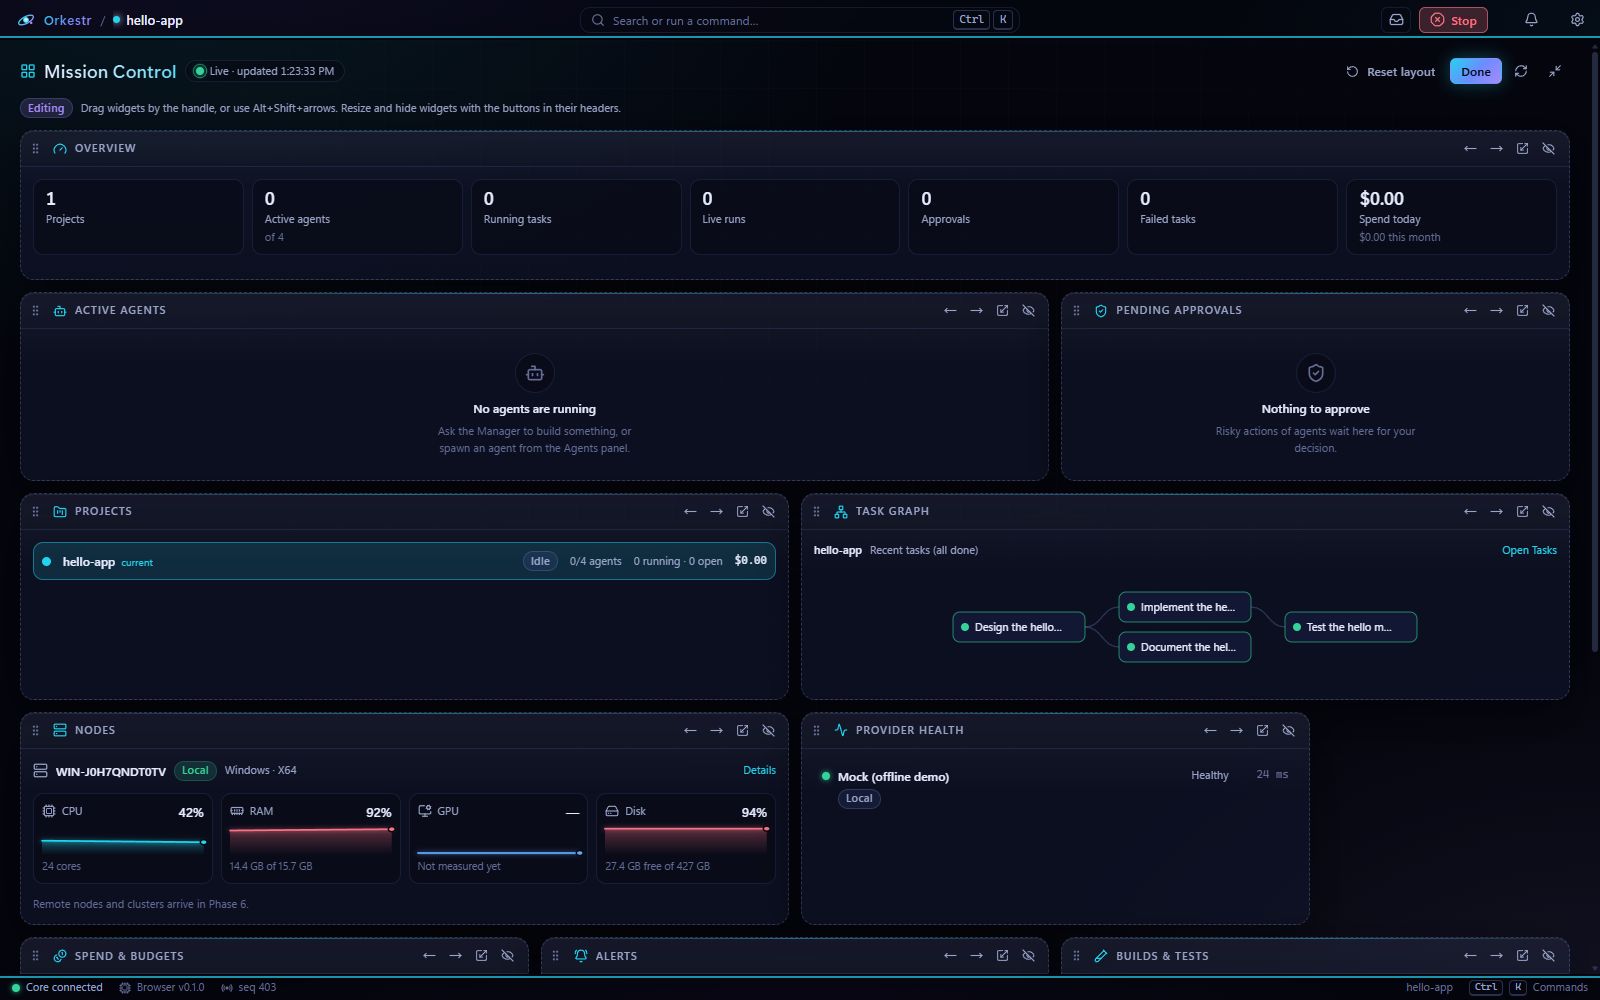 Orkestr / hello-app
Search or run a command...
Ctrl K
Stop
Mission Control
Live · updated 1:23:33 PM
Reset layout
Done
Editing
Drag widgets by the handle, or use Alt+Shift+arrows. Resize and hide widgets with the buttons in their headers.
OVERVIEW
1
Projects
0
Active agents
of 4
0
Running tasks
0
Live runs
0
Approvals
0
Failed tasks
$0.00
Spend today
$0.00 this month
ACTIVE AGENTS
No agents are running
Ask the Manager to build something, or
spawn an agent from the Agents panel.
PENDING APPROVALS
Nothing to approve
Risky actions of agents wait here for your
decision.
PROJECTS
hello-app current
Idle
0/4 agents
0 running · 0 open
$0.00
TASK GRAPH
hello-app Recent tasks (all done)
Open Tasks
Design the hello...
Implement the he...
Document the hel...
Test the hello m...
NODES
WIN-J0H7QNDT0TV
Local
Windows · X64
Details
CPU
42%
24 cores
RAM
92%
14.4 GB of 15.7 GB
GPU
—
Not measured yet
Disk
94%
27.4 GB free of 427 GB
Remote nodes and clusters arrive in Phase 6.
PROVIDER HEALTH
Mock (offline demo)
Healthy
24 ms
Local
SPEND & BUDGETS
ALERTS
BUILDS & TESTS
Core connected
Browser v0.1.0
seq 403
hello-app
Ctrl K Commands